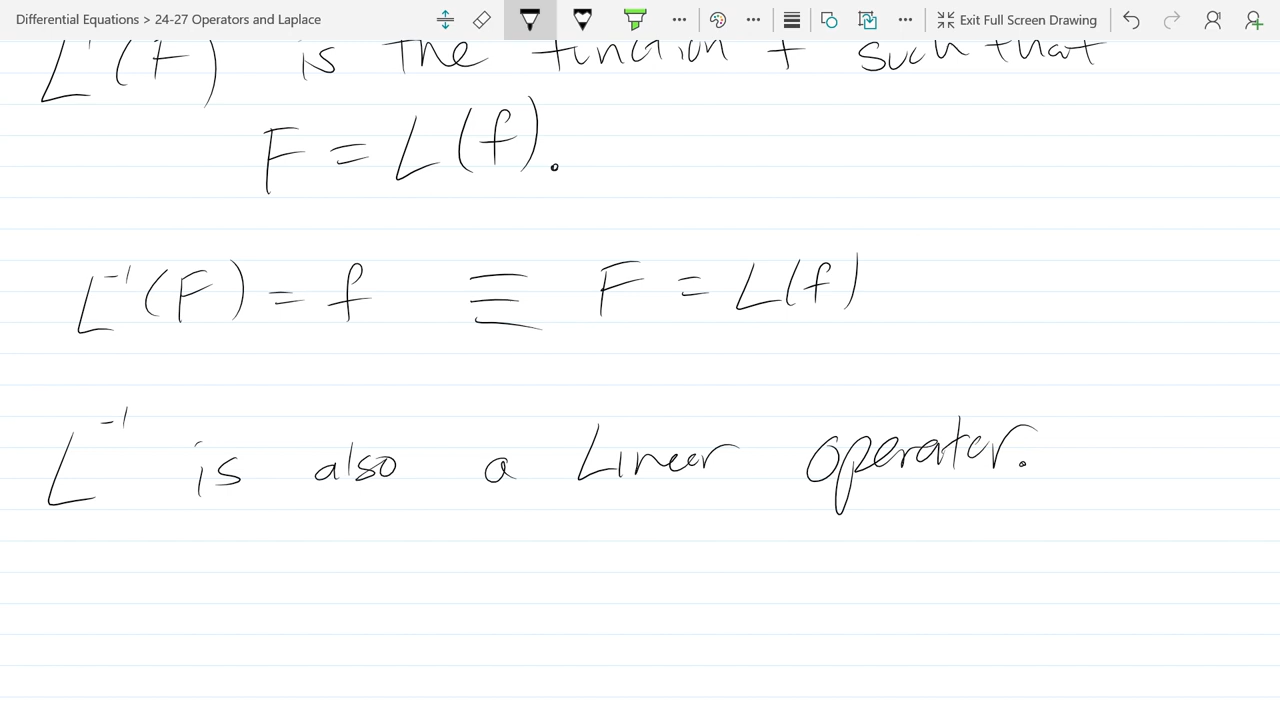 Differential Equations > 24-27 Operators and Laplace
Exit Full Screen Drawing
L⁻¹(F) is the function f such that
F = L(f).
L⁻¹(F) = f ≡ F = L(f)
L⁻¹ is also a Linear operator.